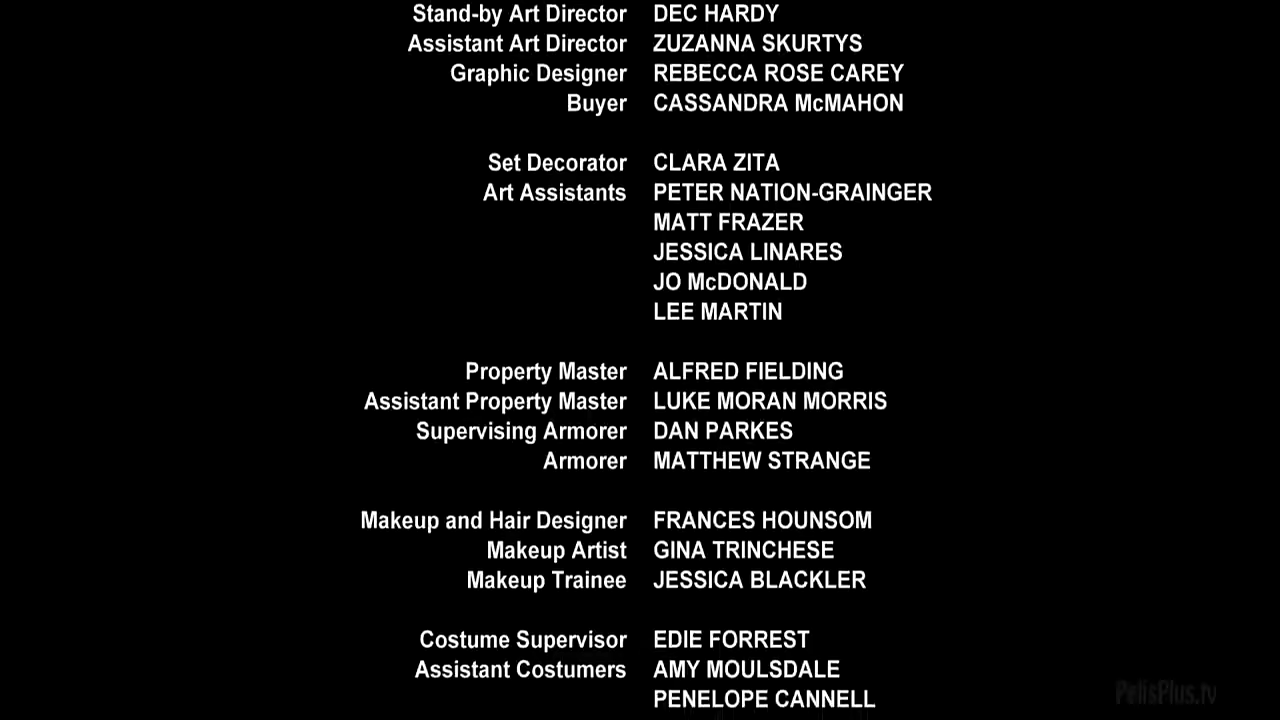 Stand-by Art Director DEC HARDY
Assistant Art Director ZUZANNA SKURTYS
Graphic Designer REBECCA ROSE CAREY
Buyer CASSANDRA McMAHON
Set Decorator CLARA ZITA
Art Assistants PETER NATION-GRAINGER
MATT FRAZER
JESSICA LINARES
JO McDONALD
LEE MARTIN
Property Master ALFRED FIELDING
Assistant Property Master LUKE MORAN MORRIS
Supervising Armorer DAN PARKES
Armorer MATTHEW STRANGE
Makeup and Hair Designer FRANCES HOUNSOM
Makeup Artist GINA TRINCHESE
Makeup Trainee JESSICA BLACKLER
Costume Supervisor EDIE FORREST
Assistant Costumers AMY MOULSDALE
PENELOPE CANNELL
PelisPlus.tv